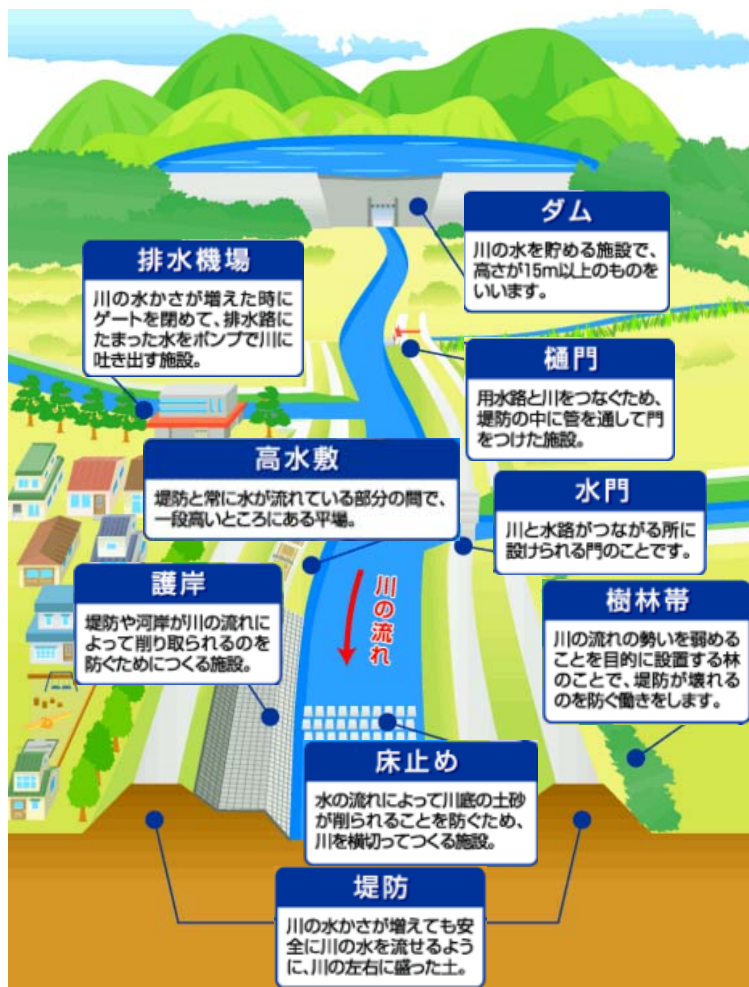 ダム
川の水を貯める施設で、
高さが15m以上のものを
いいます。
排水機場
川の水かさが増えた時に
ゲートを閉めて、排水路に
たまった水をポンプで川に
吐き出す施設。
樋門
用水路と川をつなぐため、
堤防の中に管を通して門
をつけた施設。
高水敷
堤防と常に水が流れている部分の間で、
一段高いところにある平場。
水門
川と水路がつながる所に
設けられる門のことです。
護岸
堤防や河岸が川の流れに
よって削り取られるのを
防ぐためにつくる施設。
川の流れ
樹林帯
川の流れの勢いを弱める
ことを目的に設置する林
のことで、堤防が壊れる
のを防ぐ働きをします。
床止め
水の流れによって川底の土砂
が削られることを防ぐため、
川を横切ってつくる施設。
堤防
川の水かさが増えても安
全に川の水を流せるよう
に、川の左右に盛った土。